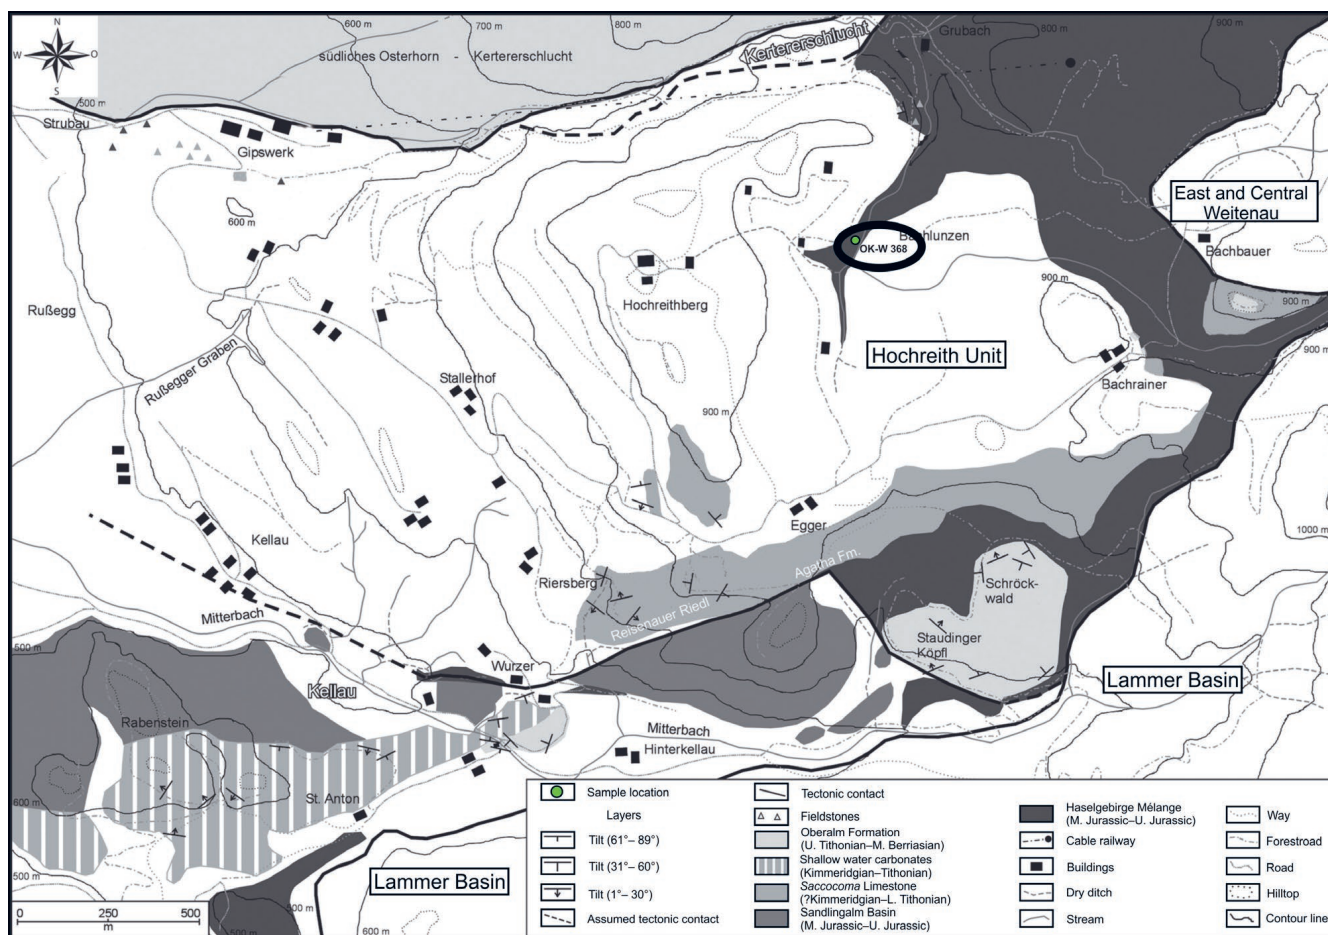 N
W
O
S
600 m
700 m
800 m
Kertererschlucht
Grubach
800 m
900 m
südliches Osterhorn - Kertererschlucht
500 m
Strubau
Gipswerk
East and Central
Weitenau
600 m
Bachlunzen
OK-W 368
Bachbauer
900 m
900 m
Hochreithberg
Rußegg
Hochreith Unit
900 m
Rußegger Graben
Stallerhof
Bachrainer
900 m
Egger
1000 m
Kellau
Agatha Fm.
Riersberg
Schröck-
wald
Reisenauer Riedl
Mitterbach
Staudinger
Köpfl
500 m
Wurzer
Kellau
Lammer Basin
Rabenstein
Mitterbach
Hinterkellau
600 m
St. Anton
Lammer Basin
500 m
500 m
500 m
600 m
0 250 500
m
Sample location
Layers
Tilt (61°– 89°)
Tilt (31°– 60°)
Tilt (1°– 30°)
Assumed tectonic contact
Tectonic contact
Fieldstones
Oberalm Formation
(U. Tithonian–M. Berriasian)
Shallow water carbonates
(Kimmeridgian–Tithonian)
Saccocoma Limestone
(?Kimmeridgian–L. Tithonian)
Sandlingalm Basin
(M. Jurassic–U. Jurassic)
Haselgebirge Mélange
(M. Jurassic–U. Jurassic)
Cable railway
Buildings
Dry ditch
Stream
Way
Forestroad
Road
Hilltop
Contour line